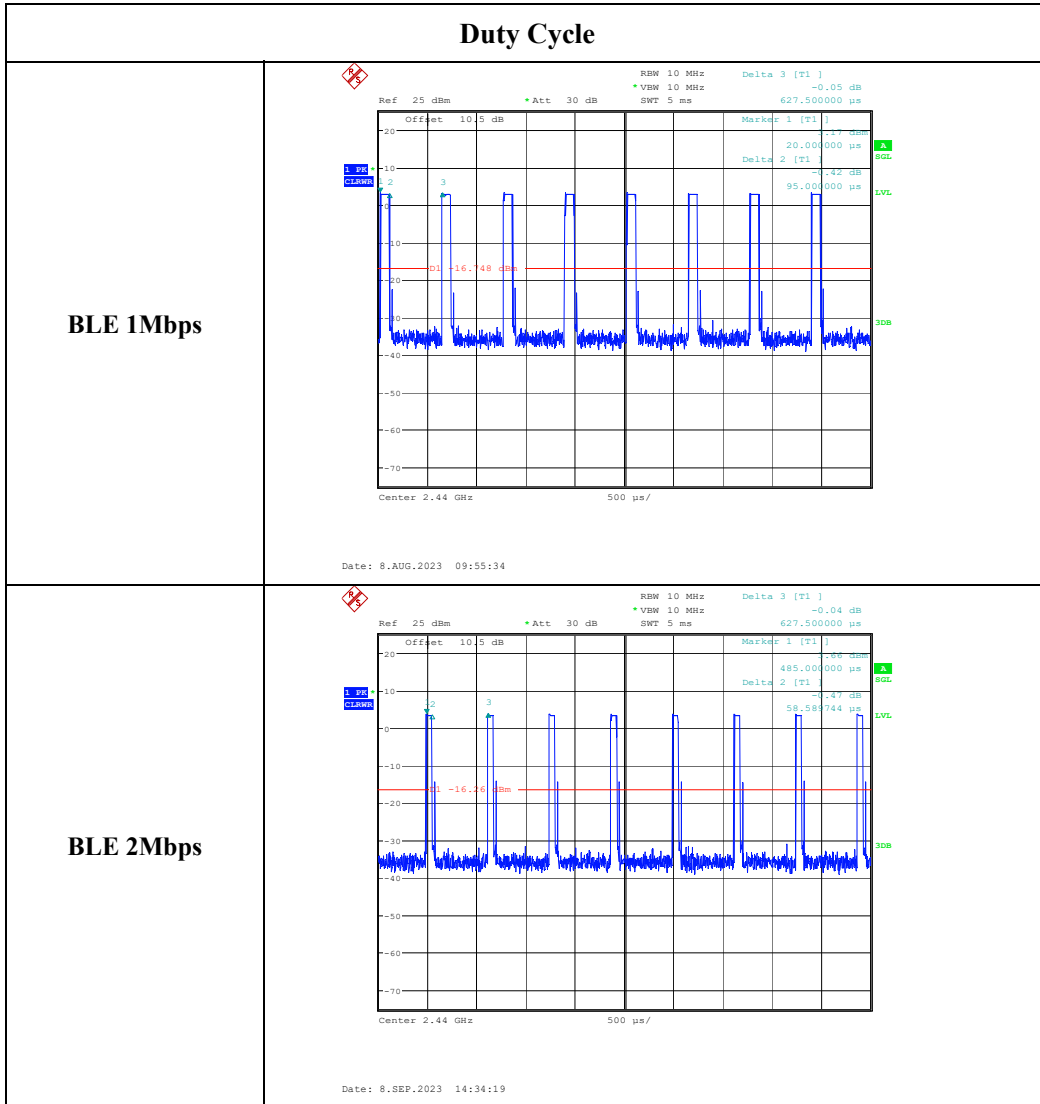 Duty Cycle
BLE 1Mbps
R S
RBW 10 MHz Delta 3 [T1 ]
* VBW 10 MHz -0.05 dB
Ref 25 dBm * Att 30 dB SWT 5 ms 627.500000 µs
Offset 10.5 dB Marker 1 [T1 ]
20
20.000000 µs A
Delta 2 [T1 ] SGL
1 PK * 10 -0.42 dB
CLRWR 1 2 3 95.000000 µs LVL
0
-10
D1 -16.748 dBm
-20
-30 3DB
-40
-50
-60
-70
Center 2.44 GHz 500 µs/
Date: 8.AUG.2023 09:55:34
BLE 2Mbps
R S
RBW 10 MHz Delta 3 [T1 ]
* VBW 10 MHz -0.04 dB
Ref 25 dBm * Att 30 dB SWT 5 ms 627.500000 µs
Offset 10.5 dB Marker 1 [T1 ]
20
485.000000 µs A
Delta 2 [T1 ] SGL
1 PK * 10 -0.47 dB
CLRWR 2 3 58.589744 µs LVL
0
-10
D1 -16.26 dBm
-20
-30 3DB
-40
-50
-60
-70
Center 2.44 GHz 500 µs/
Date: 8.SEP.2023 14:34:19